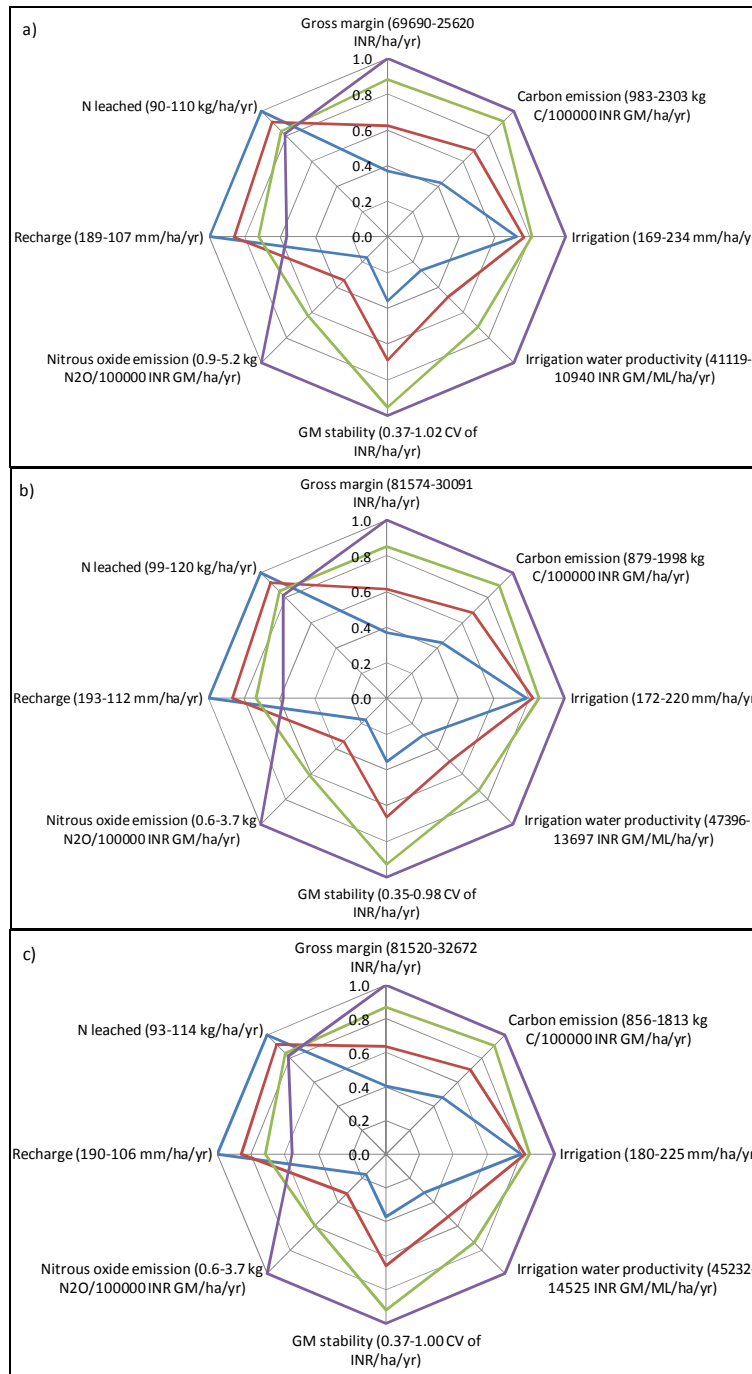 a)
Gross margin (69690-25620
INR/ha/yr)
Carbon emission (983-2303 kg
C/100000 INR GM/ha/yr)
Irrigation (169-234 mm/ha/y
Irrigation water productivity (41119-
10940 INR GM/ML/ha/yr)
GM stability (0.37-1.02 CV of
INR/ha/yr)
Nitrous oxide emission (0.9-5.2 kg
N2O/100000 INR GM/ha/yr)
Recharge (189-107 mm/ha/yr)
N leached (90-110 kg/ha/yr)
1.0
0.8
0.6
0.4
0.2
0.0
b)
Gross margin (81574-30091
INR/ha/yr)
Carbon emission (879-1998 kg
C/100000 INR GM/ha/yr)
Irrigation (172-220 mm/ha/yr
Irrigation water productivity (47396-
13697 INR GM/ML/ha/yr)
GM stability (0.35-0.98 CV of
INR/ha/yr)
Nitrous oxide emission (0.6-3.7 kg
N2O/100000 INR GM/ha/yr)
Recharge (193-112 mm/ha/yr)
N leached (99-120 kg/ha/yr)
1.0
0.8
0.6
0.4
0.2
0.0
c)
Gross margin (81520-32672
INR/ha/yr)
Carbon emission (856-1813 kg
C/100000 INR GM/ha/yr)
Irrigation (180-225 mm/ha/yr
Irrigation water productivity (45232-
14525 INR GM/ML/ha/yr)
GM stability (0.37-1.00 CV of
INR/ha/yr)
Nitrous oxide emission (0.6-3.7 kg
N2O/100000 INR GM/ha/yr)
Recharge (190-106 mm/ha/yr)
N leached (93-114 kg/ha/yr)
1.0
0.8
0.6
0.4
0.2
0.0